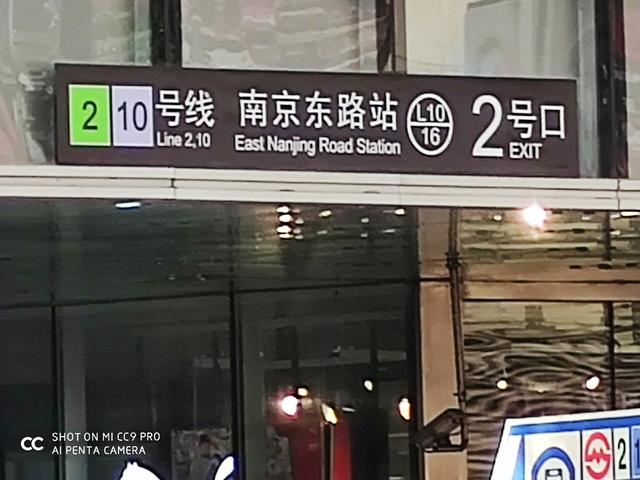 2 10 号线 南京东路站 L10 2 号口
Line 2,10 East Nanjing Road Station 16 EXIT
SHOT ON MI CC9 PRO
AI PENTA CAMERA
2